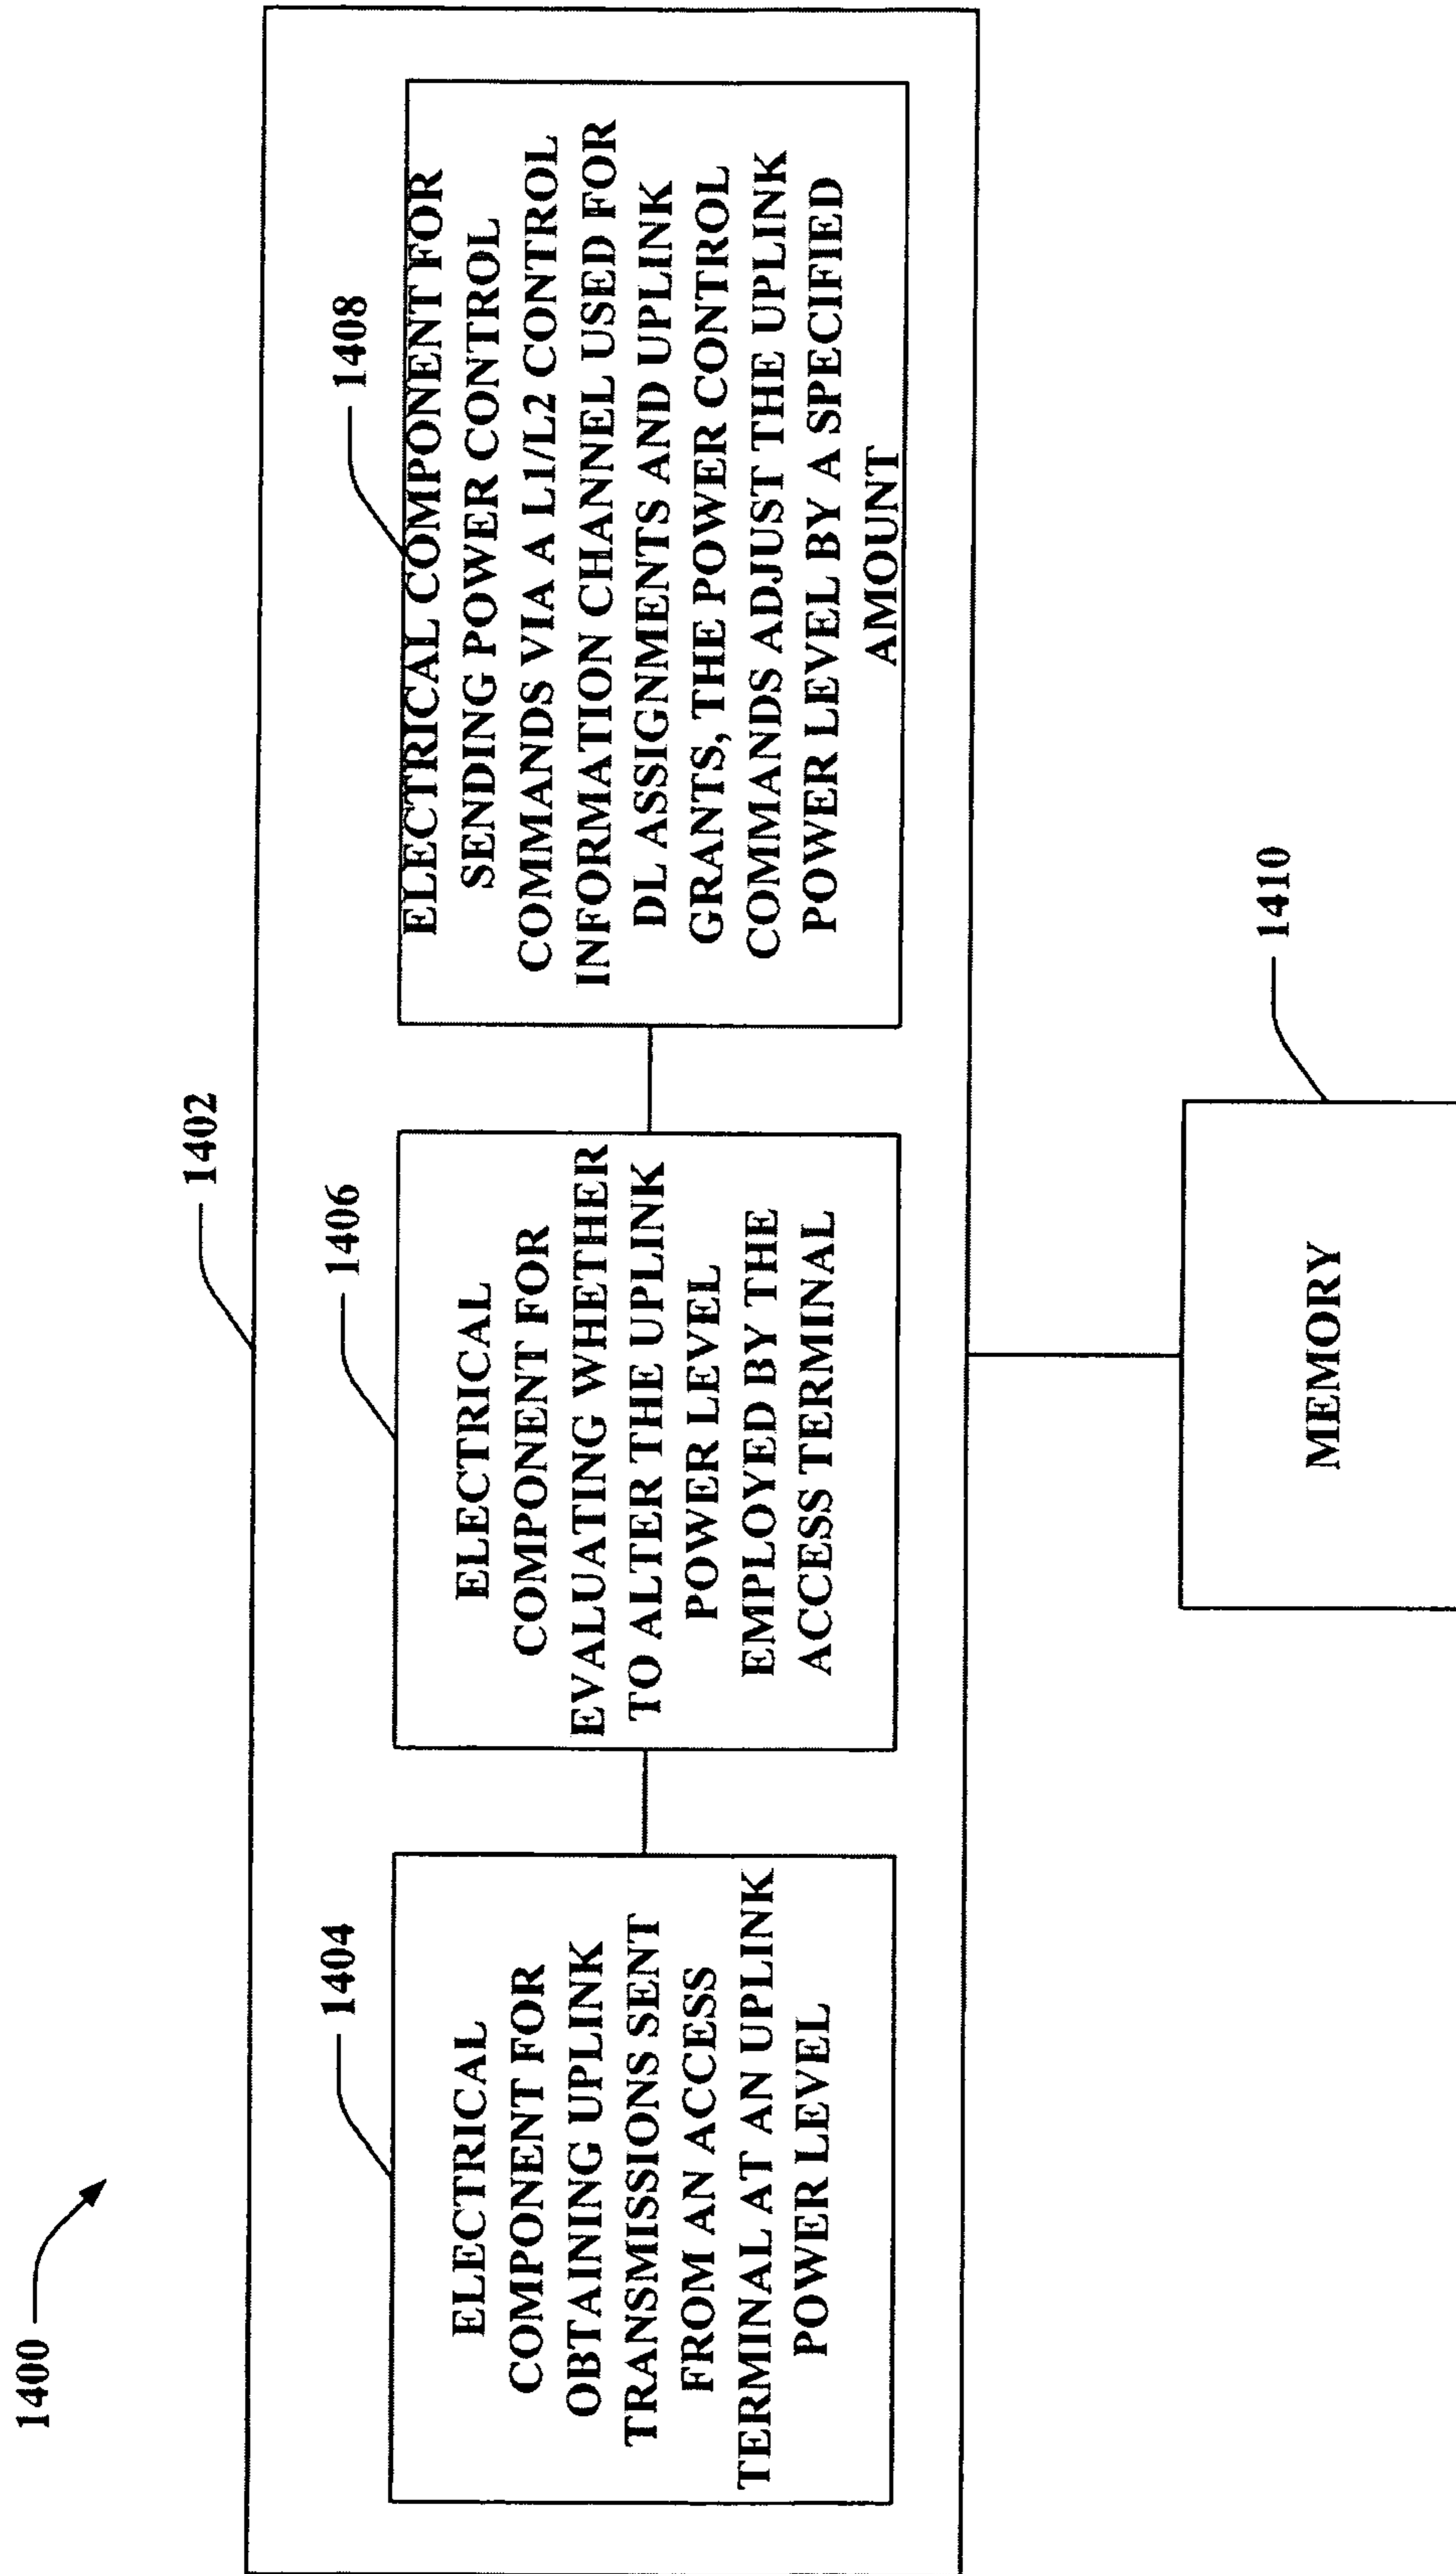 1400
1402
1404
ELECTRICAL
COMPONENT FOR
OBTAINING UPLINK
TRANSMISSIONS SENT
FROM AN ACCESS
TERMINAL AT AN UPLINK
POWER LEVEL
1406
ELECTRICAL
COMPONENT FOR
EVALUATING WHETHER
TO ALTER THE UPLINK
POWER LEVEL
EMPLOYED BY THE
ACCESS TERMINAL
1408
ELECTRICAL COMPONENT FOR
SENDING POWER CONTROL
COMMANDS VIA A L1/L2 CONTROL
INFORMATION CHANNEL USED FOR
DL ASSIGNMENTS AND UPLINK
GRANTS, THE POWER CONTROL
COMMANDS ADJUST THE UPLINK
POWER LEVEL BY A SPECIFIED
AMOUNT
1410
MEMORY